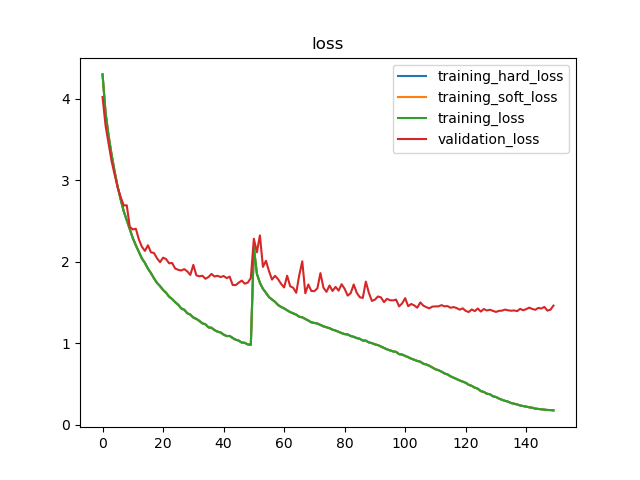 loss
training_hard_loss
training_soft_loss
training_loss
validation_loss
4
3
2
1
0
0 20 40 60 80 100 120 140